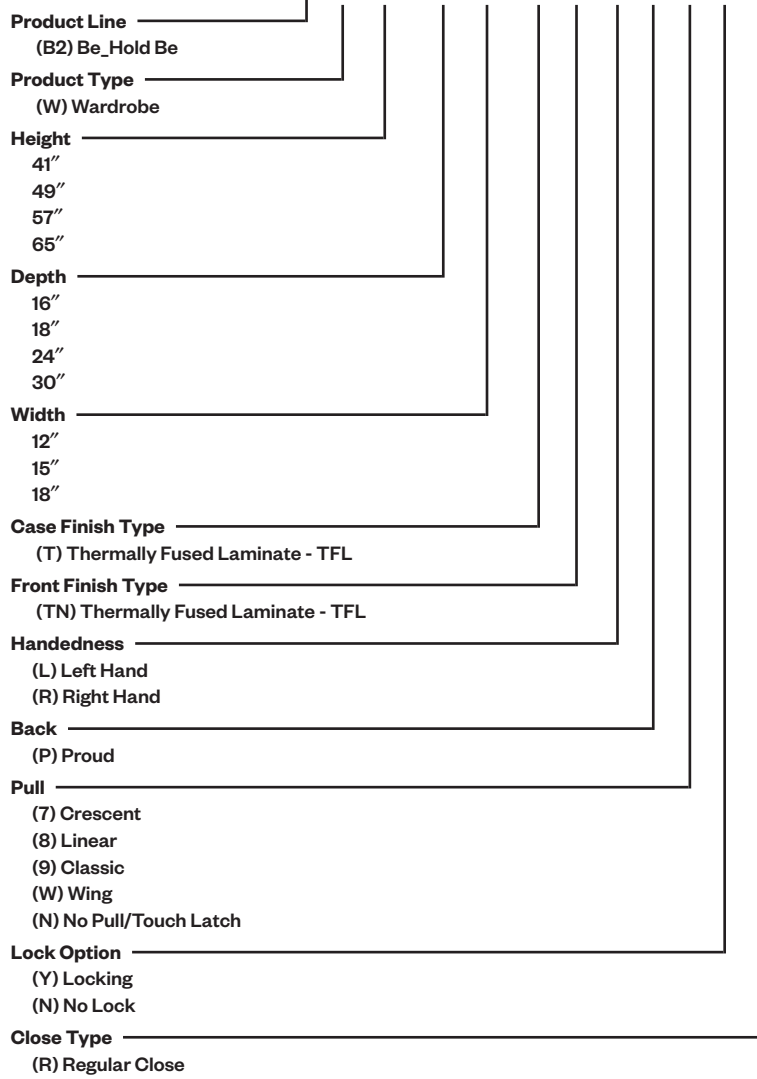 Product Line
(B2) Be_Hold Be
Product Type
(W) Wardrobe
Height
41″
49″
57″
65″
Depth
16″
18″
24″
30″
Width
12″
15″
18″
Case Finish Type
(T) Thermally Fused Laminate - TFL
Front Finish Type
(TN) Thermally Fused Laminate - TFL
Handedness
(L) Left Hand
(R) Right Hand
Back
(P) Proud
Pull
(7) Crescent
(8) Linear
(9) Classic
(W) Wing
(N) No Pull/Touch Latch
Lock Option
(Y) Locking
(N) No Lock
Close Type
(R) Regular Close